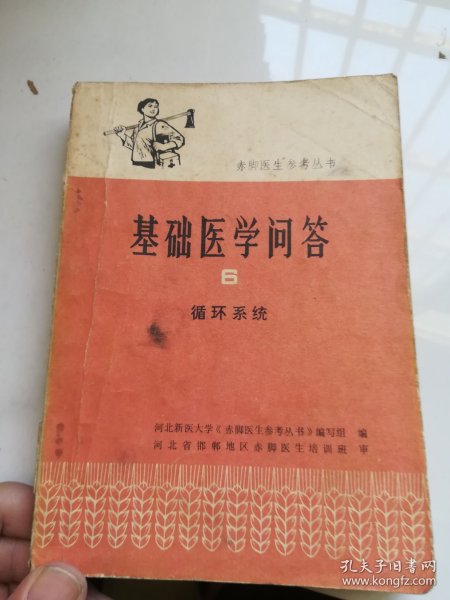 赤脚医生参考丛书
基础医学问答
6
循环系统
河北新医大学《赤脚医生参考丛书》编写组 编
河北省邯郸地区赤脚医生培训班 审
孔夫子旧书网
www.kongfz.com